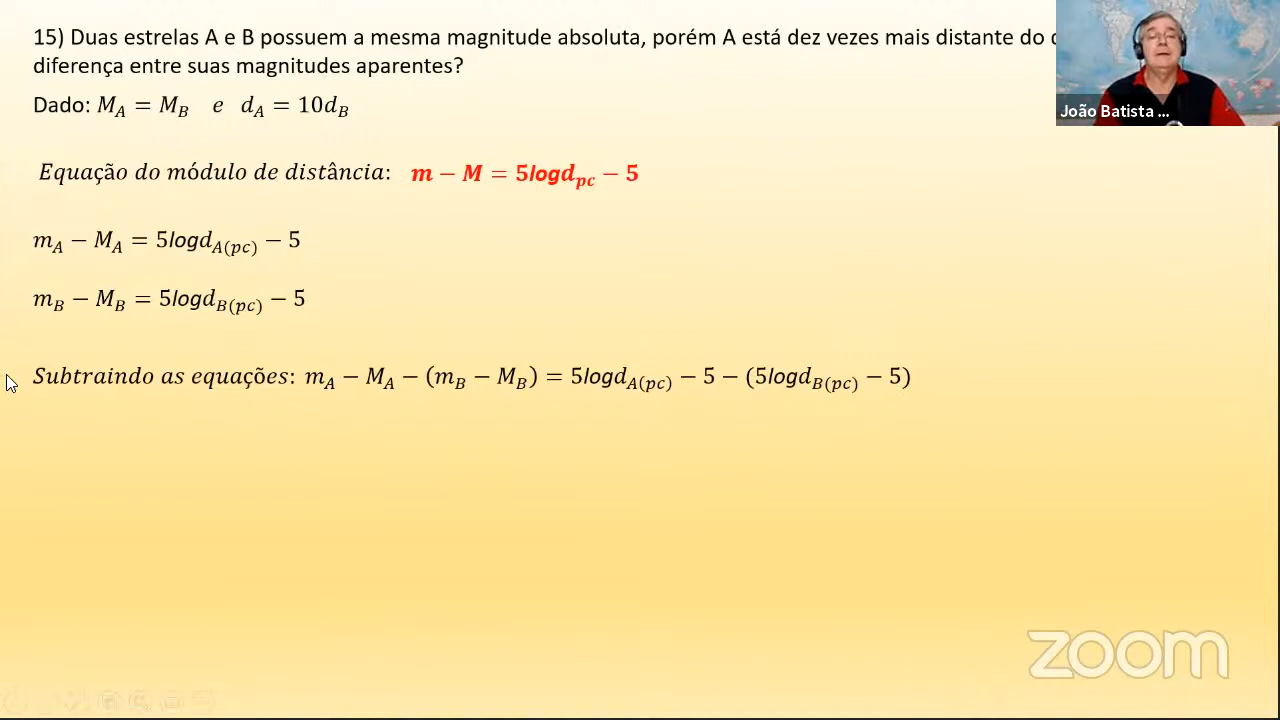 15) Duas estrelas A e B possuem a mesma magnitude absoluta, porém A está dez vezes mais distante do
diferença entre suas magnitudes aparentes?
Dado: M_A = M_B e d_A = 10d_B
Equação do módulo de distância: m − M = 5logd_pc − 5
m_A − M_A = 5logd_A(pc) − 5
m_B − M_B = 5logd_B(pc) − 5
Subtraindo as equações: m_A − M_A − (m_B − M_B) = 5logd_A(pc) − 5 − (5logd_B(pc) − 5)
João Batista ...
zoom